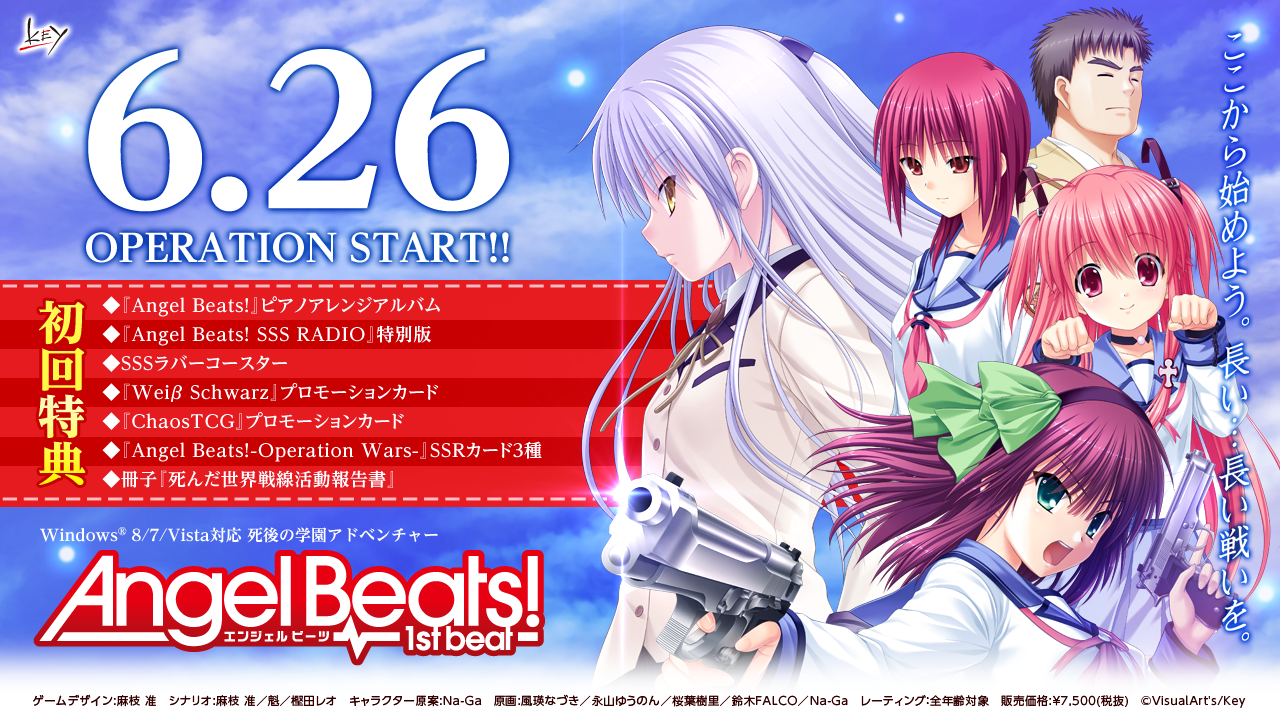 KEY
6.26
OPERATION START!!
初回特典
◆『Angel Beats!』ピアノアレンジアルバム
◆『Angel Beats! SSS RADIO』特別版
◆SSSラバーコースター
◆『Weiβ Schwarz』プロモーションカード
◆『ChaosTCG』プロモーションカード
◆『Angel Beats!-Operation Wars-』SSRカード3種
◆冊子『死んだ世界戦線活動報告書』
Windows® 8/7/Vista対応 死後の学園アドベンチャー
Angel Beats!
エンジェル ビーツ
1st beat
ここから始めよう。長い…長い戦いを。
ゲームデザイン:麻枝 准　シナリオ:麻枝 准／魁／樫田レオ　キャラクター原案:Na-Ga　原画:風瑛なづき／永山ゆうのん／桜葉樹里／鈴木FALCO／Na-Ga　レーティング:全年齢対象　販売価格:¥7,500(税抜)　©VisualArt's/Key